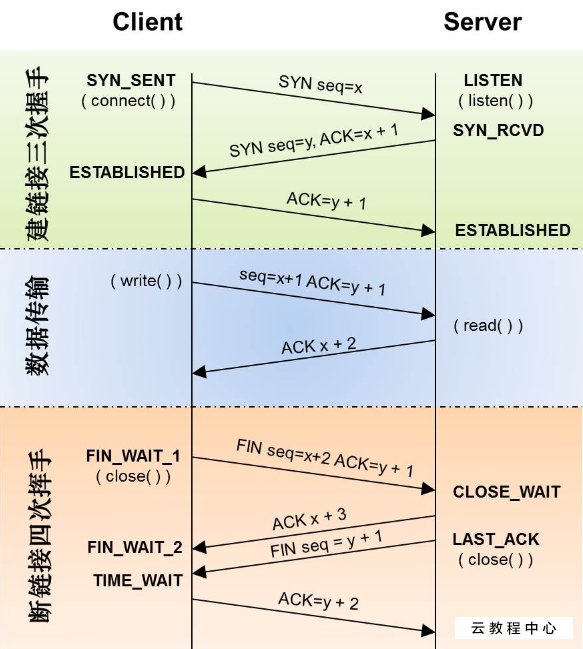 Client
Server
建链接三次握手
SYN_SENT
( connect( ) )
SYN seq=x
LISTEN
( listen( ) )
SYN_RCVD
SYN seq=y, ACK=x + 1
ESTABLISHED
ACK=y + 1
ESTABLISHED
数据传输
( write( ) )
seq=x+1 ACK=y + 1
( read( ) )
ACK x + 2
断链接四次挥手
FIN_WAIT_1
( close( ) )
FIN seq=x+2 ACK=y + 1
CLOSE_WAIT
ACK x + 3
FIN_WAIT_2
FIN seq = y + 1
LAST_ACK
( close( ) )
TIME_WAIT
ACK=y + 2
云教程中心